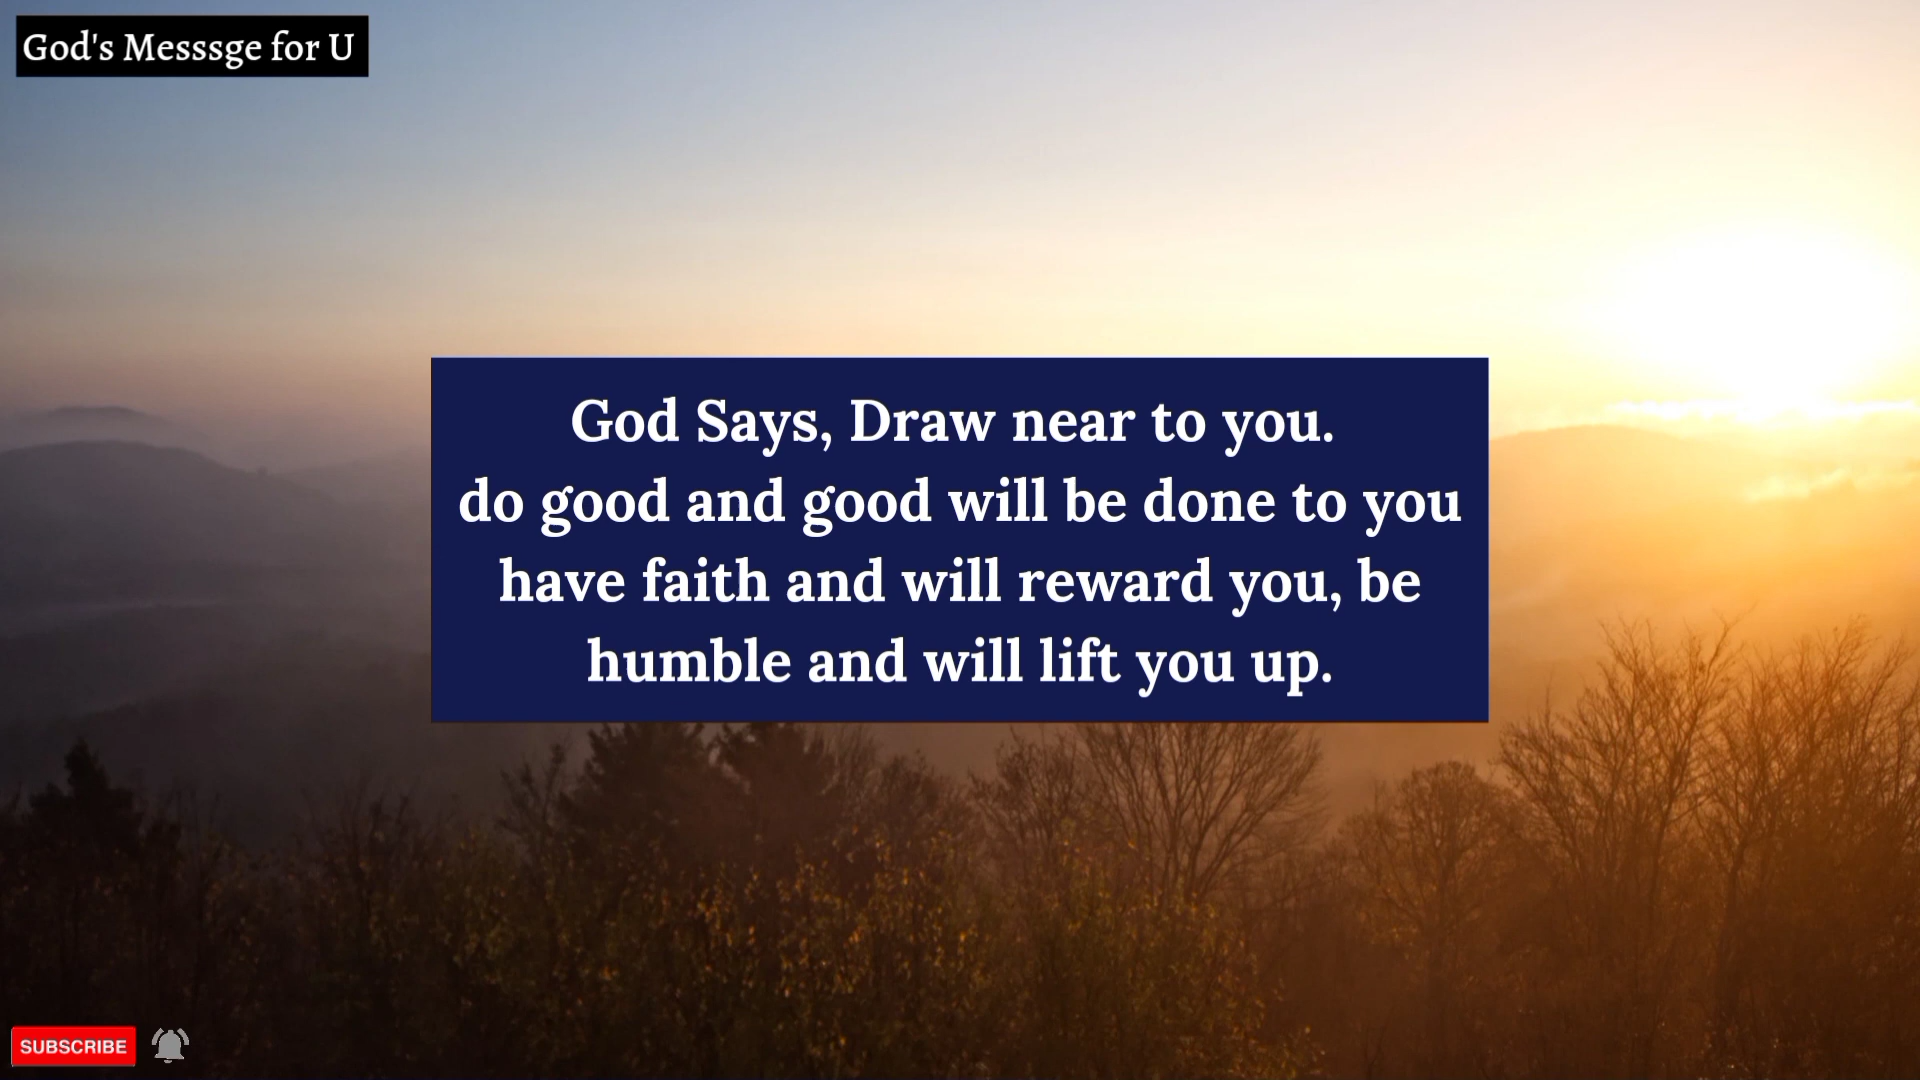 God's Messsge for U
God Says, Draw near to you.
do good and good will be done to you
have faith and will reward you, be
humble and will lift you up.
SUBSCRIBE